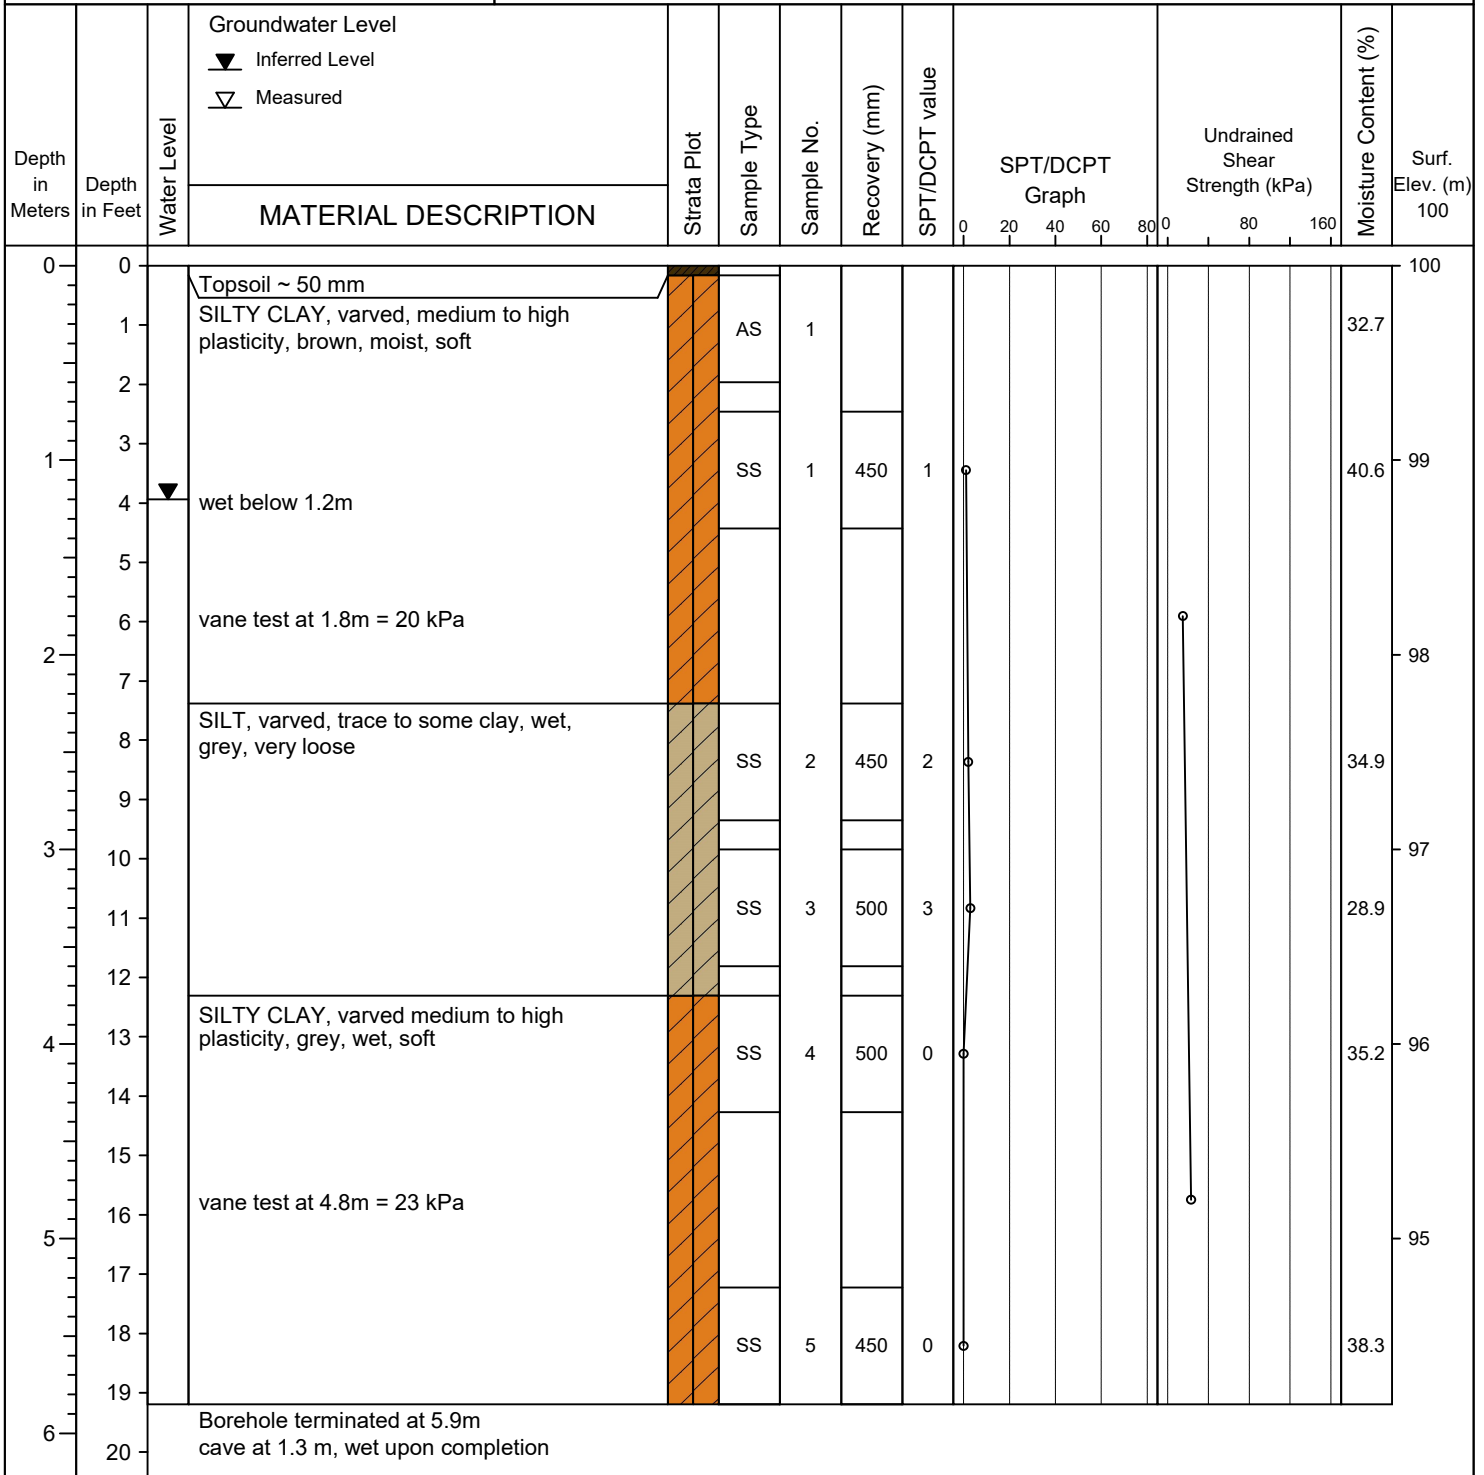 Groundwater Level
Inferred Level
Measured
Depth
in
Meters
Depth
in Feet
Water Level
MATERIAL DESCRIPTION
Strata Plot
Sample Type
Sample No.
Recovery (mm)
SPT/DCPT value
SPT/DCPT
Graph
0 20 40 60 80
Undrained
Shear
Strength (kPa)
0 80 160
Moisture Content (%)
Surf.
Elev. (m)
100
0 0 100
Topsoil ~ 50 mm
SILTY CLAY, varved, medium to high
1 AS 1 32.7
plasticity, brown, moist, soft
2
3
1 99
SS 1 450 1 40.6
4 wet below 1.2m
5
6 vane test at 1.8m = 20 kPa
2 98
7
SILT, varved, trace to some clay, wet,
8
grey, very loose
SS 2 450 2 34.9
9
3 97
10
SS 3 500 3 28.9
11
12
SILTY CLAY, varved medium to high
13
plasticity, grey, wet, soft
4 96
SS 4 500 0 35.2
14
15
vane test at 4.8m = 23 kPa
16
5 95
17
18
SS 5 450 0 38.3
19
Borehole terminated at 5.9m
6
cave at 1.3 m, wet upon completion
20